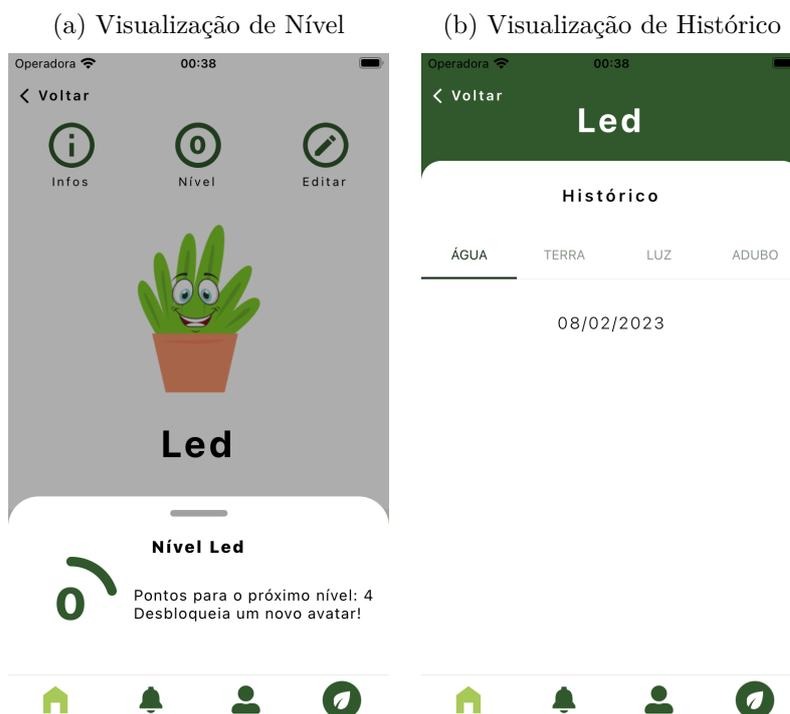 (a) Visualização de Nível
Operadora 00:38
Voltar
Infos
0
Nível
Editar
Led
Nível Led
0
Pontos para o próximo nível: 4
Desbloqueia um novo avatar!
(b) Visualização de Histórico
Operadora 00:38
Voltar
Led
Histórico
ÁGUA TERRA LUZ ADUBO
08/02/2023